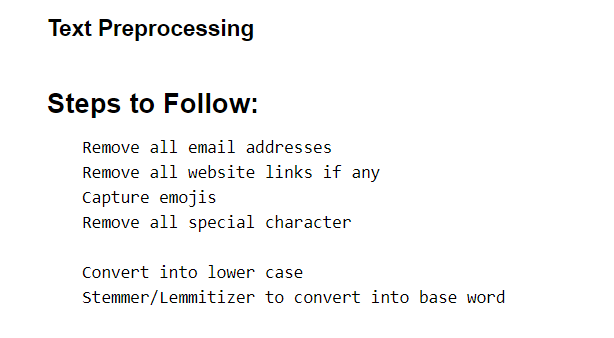 Text Preprocessing
Steps to Follow:
Remove all email addresses
Remove all website links if any
Capture emojis
Remove all special character
Convert into lower case
Stemmer/Lemmitizer to convert into base word